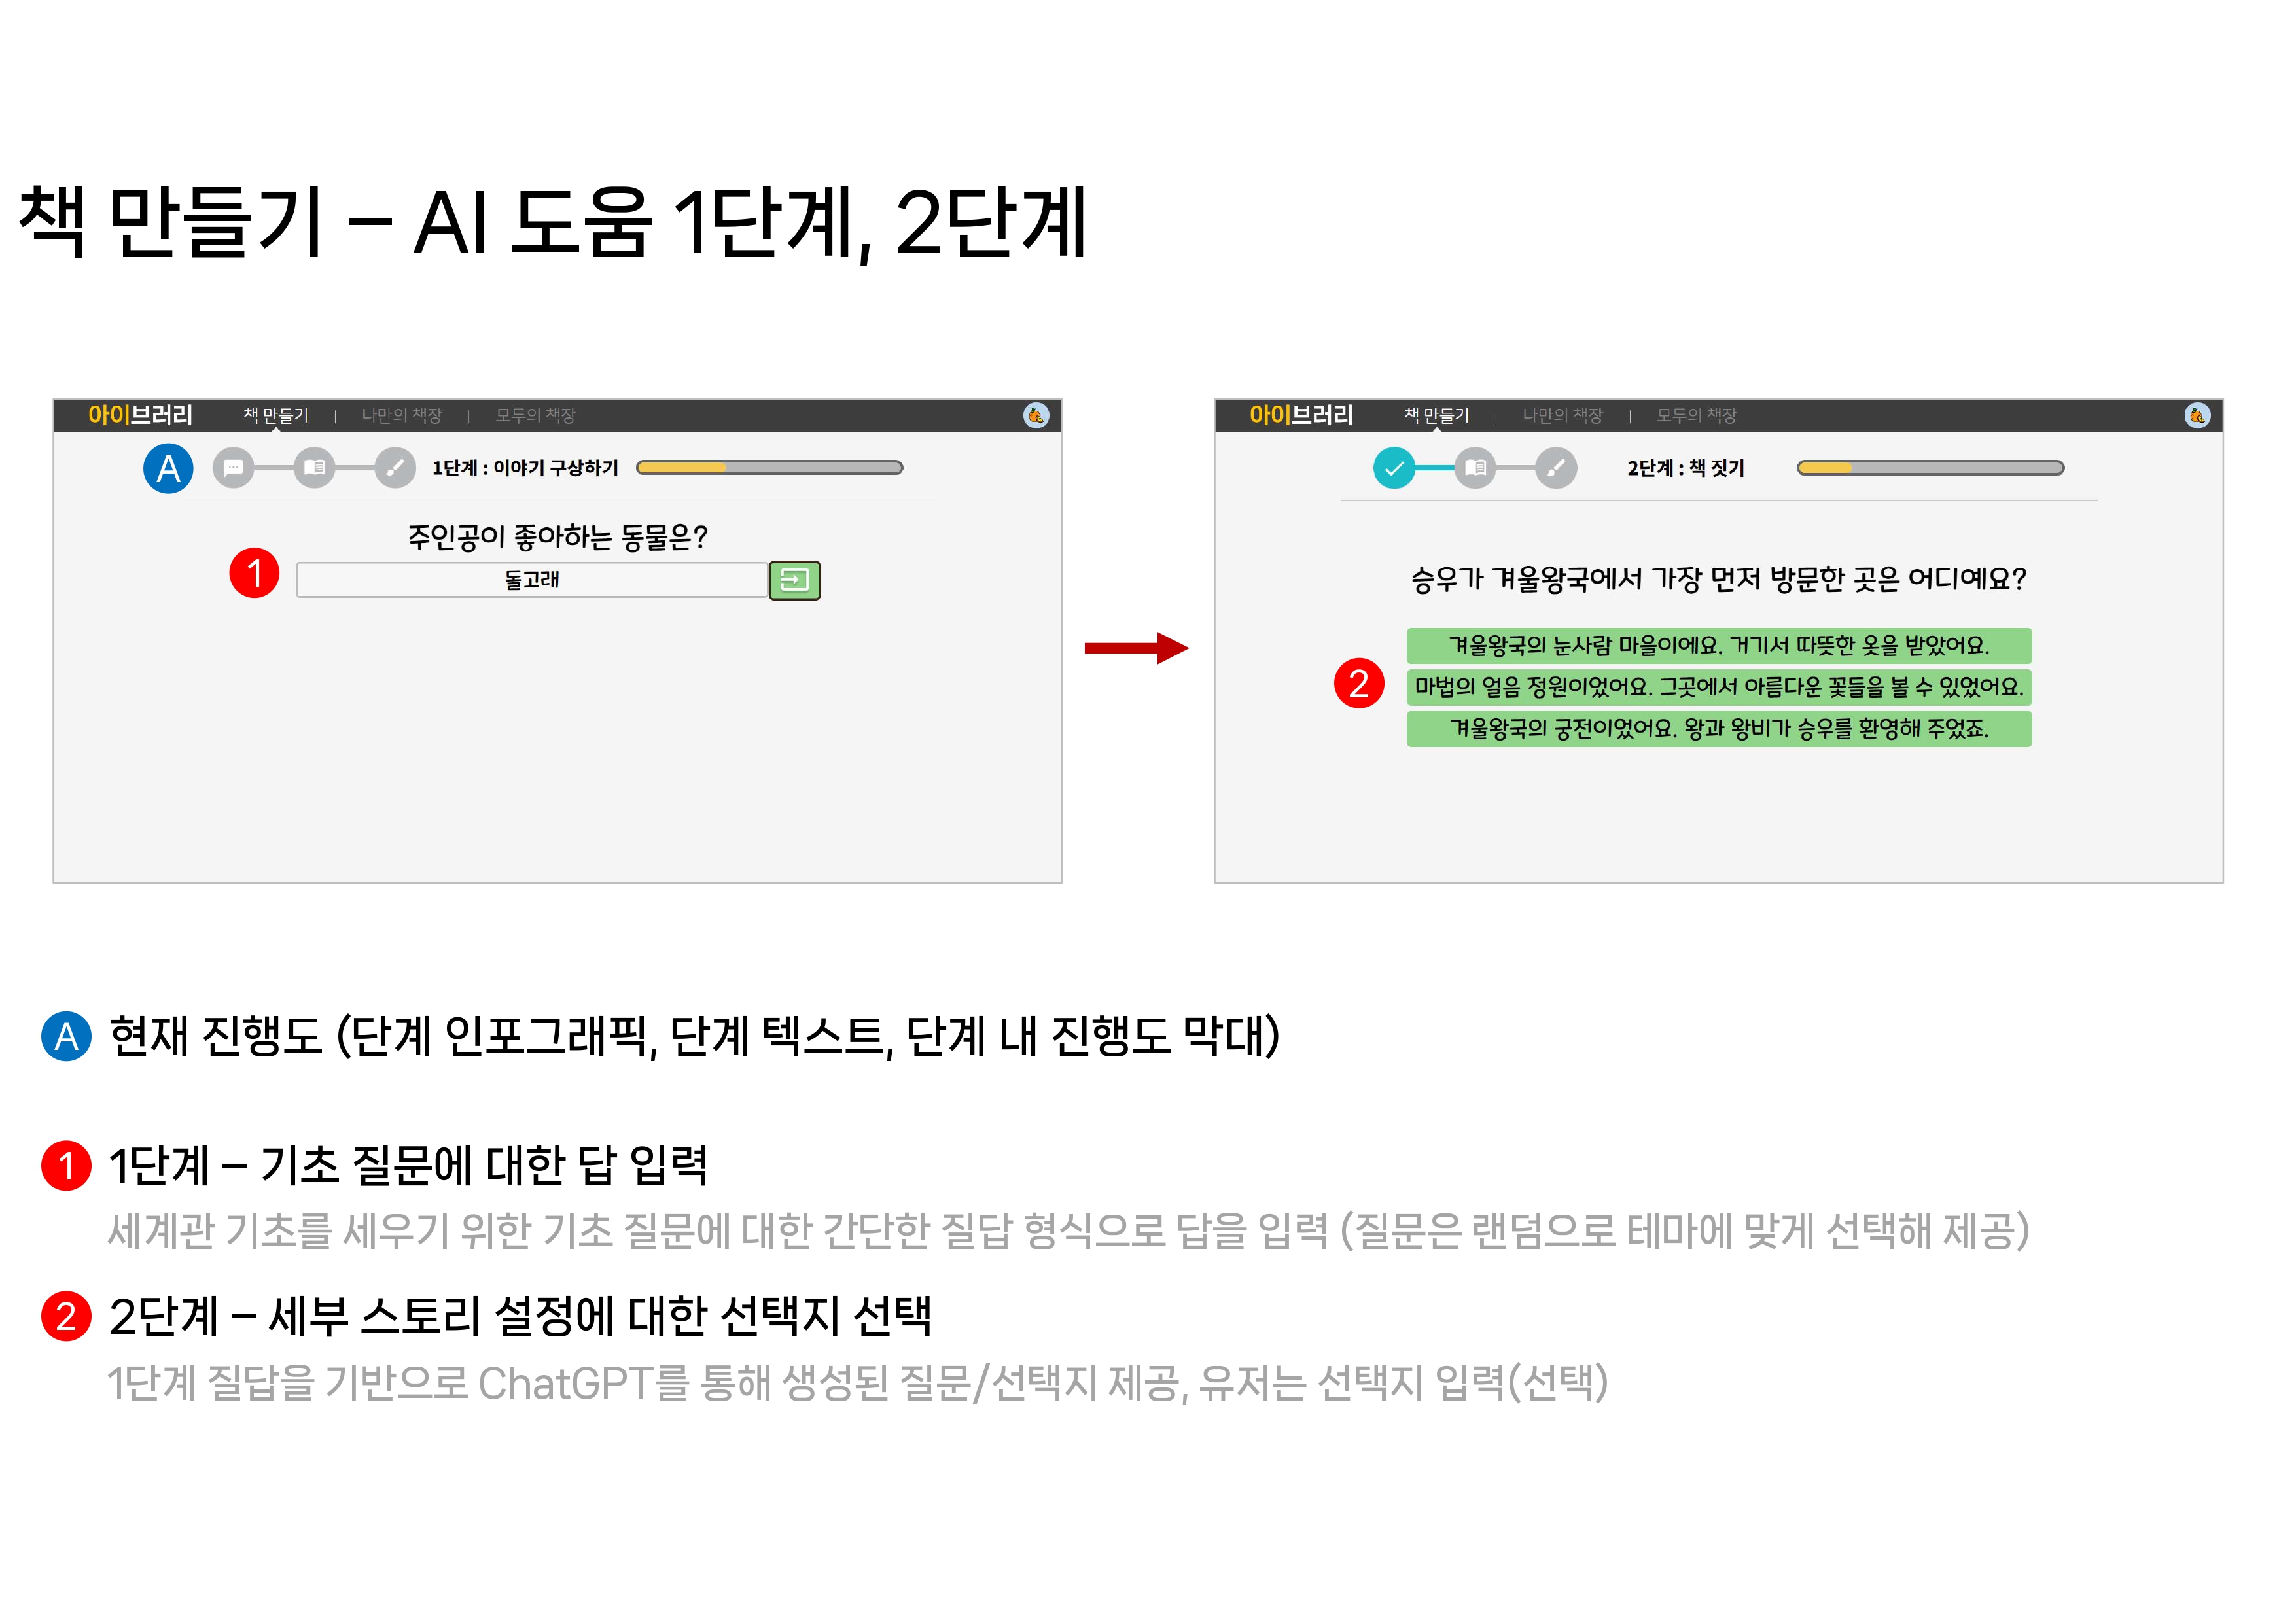 책 만들기 – AI 도움 1단계, 2단계
아이브러리 책 만들기 | 나만의 책장 | 모두의 책장
A 1단계 : 이야기 구상하기
주인공이 좋아하는 동물은?
1 돌고래
아이브러리 책 만들기 | 나만의 책장 | 모두의 책장
2단계 : 책 짓기
승우가 겨울왕국에서 가장 먼저 방문한 곳은 어디예요?
겨울왕국의 눈사람 마을이에요. 거기서 따뜻한 옷을 받았어요.
2 마법의 얼음 정원이었어요. 그곳에서 아름다운 꽃들을 볼 수 있었어요.
겨울왕국의 궁전이었어요. 왕과 왕비가 승우를 환영해 주었죠.
A 현재 진행도 (단계 인포그래픽, 단계 텍스트, 단계 내 진행도 막대)
1 1단계 – 기초 질문에 대한 답 입력
세계관 기초를 세우기 위한 기초 질문에 대한 간단한 질답 형식으로 답을 입력 (질문은 랜덤으로 테마에 맞게 선택해 제공)
2 2단계 – 세부 스토리 설정에 대한 선택지 선택
1단계 질답을 기반으로 ChatGPT를 통해 생성된 질문/선택지 제공, 유저는 선택지 입력(선택)